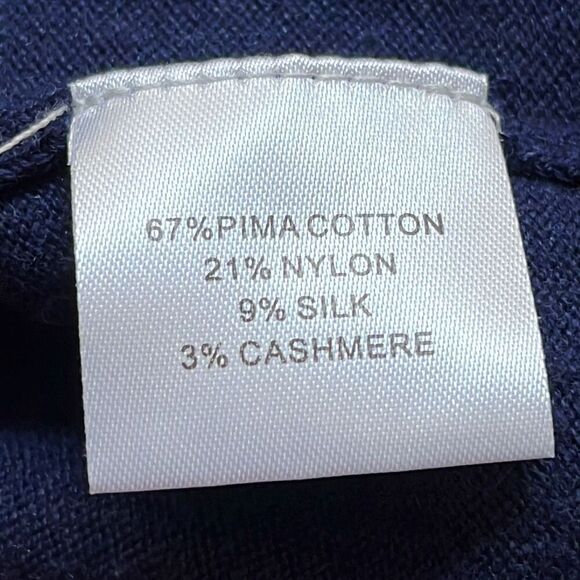 67%PIMA COTTON
21% NYLON
9% SILK
3% CASHMERE